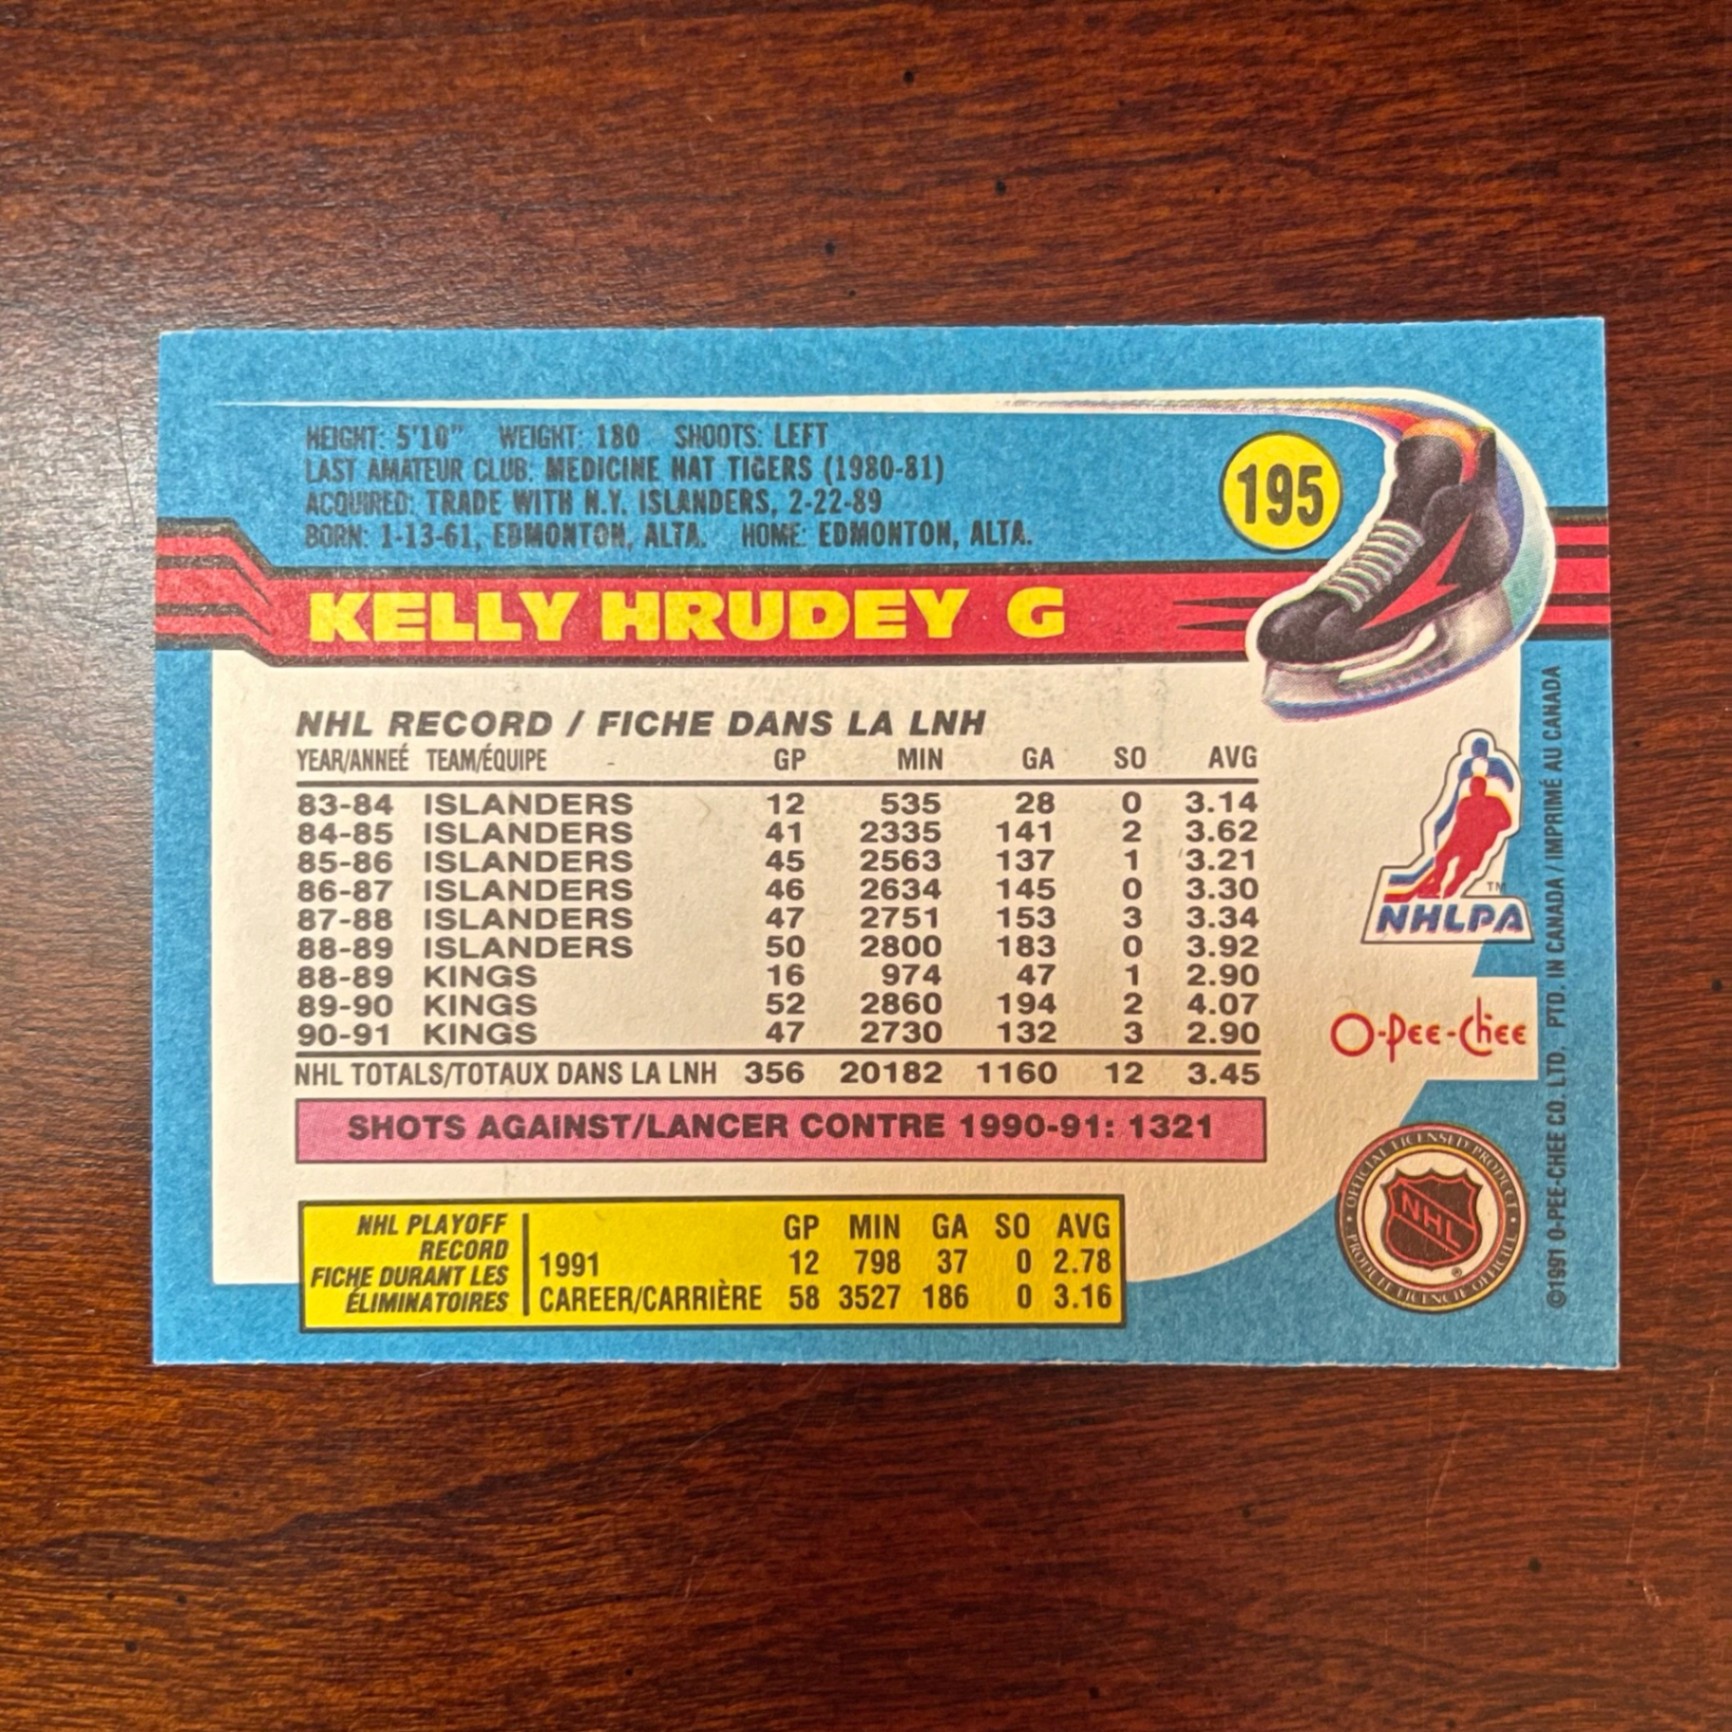 HEIGHT: 5'10" WEIGHT: 180 SHOOTS: LEFT
LAST AMATEUR CLUB: MEDICINE HAT TIGERS (1980-81)
ACQUIRED: TRADE WITH N.Y. ISLANDERS, 2-22-89
BORN: 1-13-61, EDMONTON, ALTA. HOME: EDMONTON, ALTA.
195
KELLY HRUDEY G
NHL RECORD / FICHE DANS LA LNH
YEAR/ANNEÉ TEAM/ÉQUIPE GP MIN GA SO AVG
83-84 ISLANDERS 12 535 28 0 3.14
84-85 ISLANDERS 41 2335 141 2 3.62
85-86 ISLANDERS 45 2563 137 1 3.21
86-87 ISLANDERS 46 2634 145 0 3.30
87-88 ISLANDERS 47 2751 153 3 3.34
88-89 ISLANDERS 50 2800 183 0 3.92
88-89 KINGS 16 974 47 1 2.90
89-90 KINGS 52 2860 194 2 4.07
90-91 KINGS 47 2730 132 3 2.90
NHL TOTALS/TOTAUX DANS LA LNH 356 20182 1160 12 3.45
SHOTS AGAINST/LANCER CONTRE 1990-91: 1321
NHL PLAYOFF
RECORD
FICHE DURANT LES
ÉLIMINATOIRES
GP MIN GA SO AVG
1991 12 798 37 0 2.78
CAREER/CARRIÈRE 58 3527 186 0 3.16
TM
NHLPA
O-Pee-Chee
OFFICIAL LICENSED PRODUCT
NHL ®
PRODUIT LICENCIÉ OFFICIEL
©1991 O-PEE-CHEE CO. LTD. PTD. IN CANADA / IMPRIMÉ AU CANADA